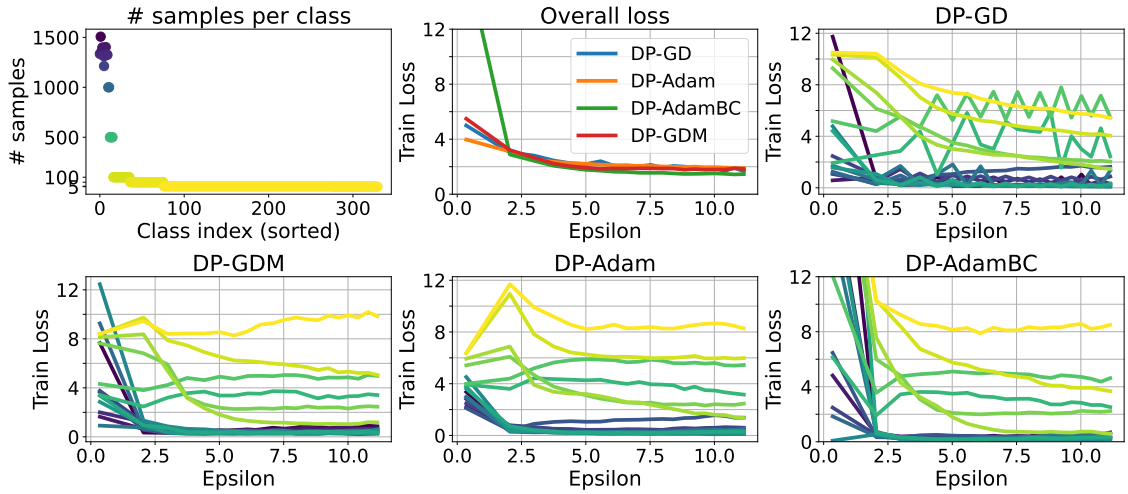 # samples per class
# samples
1500
1000
500
100
5
0 100 200 300
Class index (sorted)
Overall loss
Train Loss
12
8
4
0
0.0 2.5 5.0 7.5 10.0
Epsilon
DP-GD
DP-Adam
DP-AdamBC
DP-GDM
DP-GD
Train Loss
12
8
4
0
0.0 2.5 5.0 7.5 10.0
Epsilon
DP-GDM
Train Loss
12
8
4
0
0.0 2.5 5.0 7.5 10.0
Epsilon
DP-Adam
Train Loss
12
8
4
0
0.0 2.5 5.0 7.5 10.0
Epsilon
DP-AdamBC
Train Loss
12
8
4
0
0.0 2.5 5.0 7.5 10.0
Epsilon